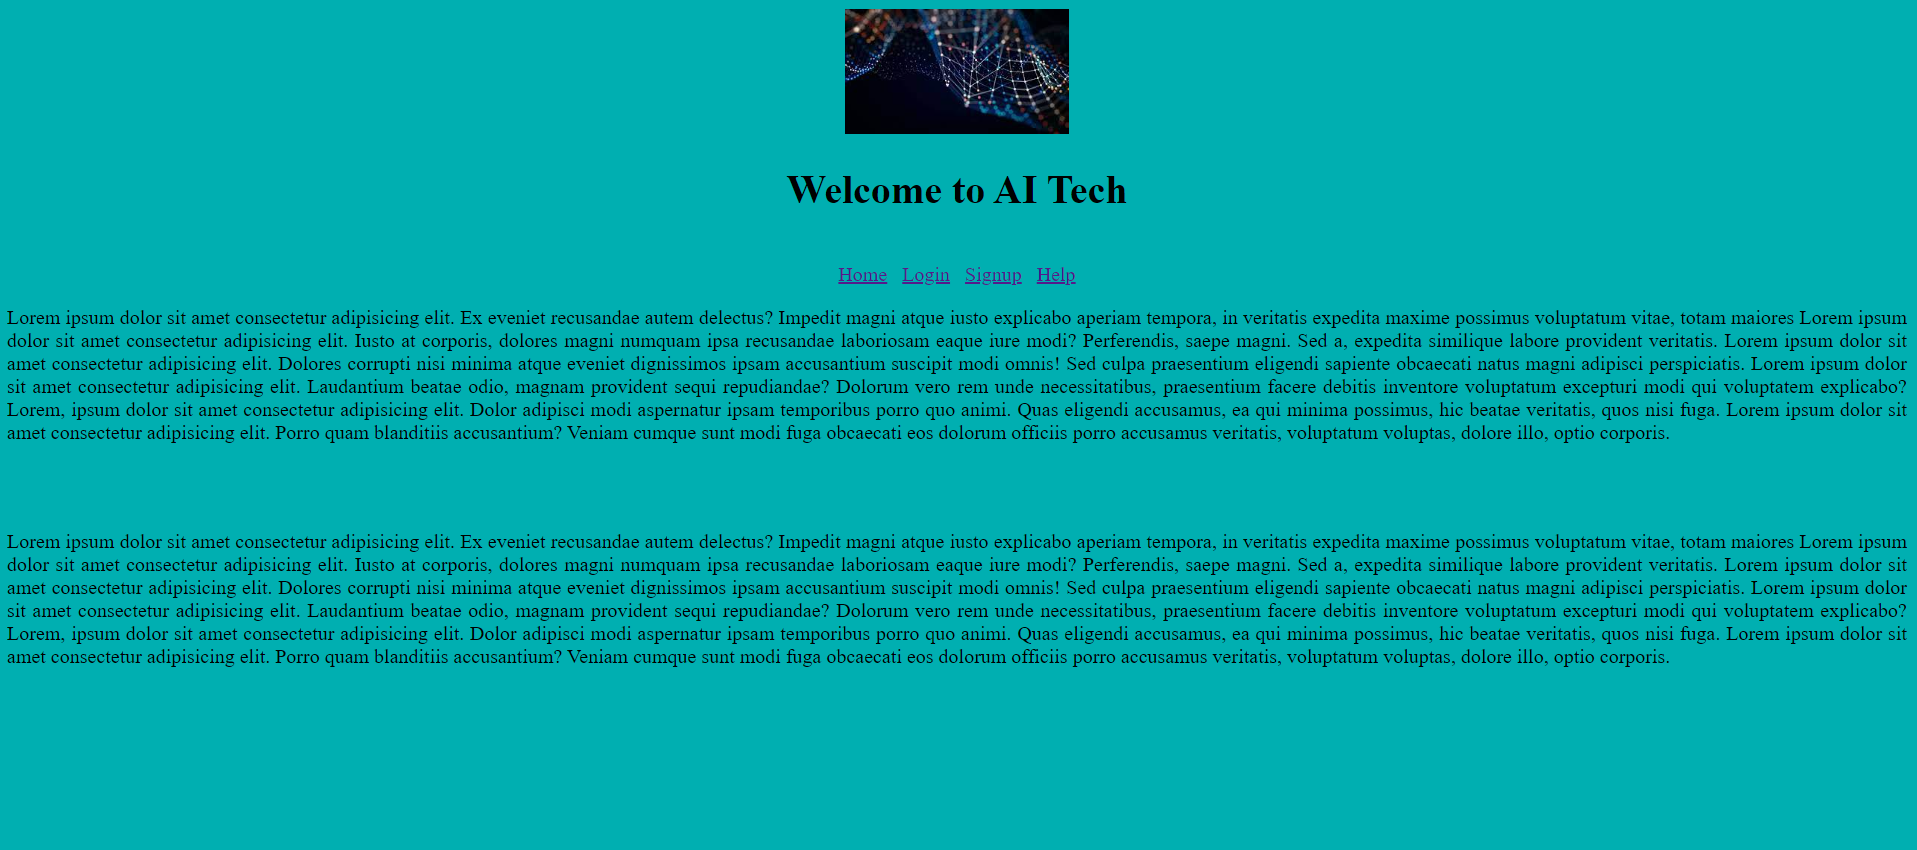 Welcome to AI Tech
Home Login Signup Help
Lorem ipsum dolor sit amet consectetur adipisicing elit. Ex eveniet recusandae autem delectus? Impedit magni atque iusto explicabo aperiam tempora, in veritatis expedita maxime possimus voluptatum vitae, totam maiores Lorem ipsum
dolor sit amet consectetur adipisicing elit. Iusto at corporis, dolores magni numquam ipsa recusandae laboriosam eaque iure modi? Perferendis, saepe magni. Sed a, expedita similique labore provident veritatis. Lorem ipsum dolor sit
amet consectetur adipisicing elit. Dolores corrupti nisi minima atque eveniet dignissimos ipsam accusantium suscipit modi omnis! Sed culpa praesentium eligendi sapiente obcaecati natus magni adipisci perspiciatis. Lorem ipsum dolor
sit amet consectetur adipisicing elit. Laudantium beatae odio, magnam provident sequi repudiandae? Dolorum vero rem unde necessitatibus, praesentium facere debitis inventore voluptatum excepturi modi qui voluptatem explicabo?
Lorem, ipsum dolor sit amet consectetur adipisicing elit. Dolor adipisci modi aspernatur ipsam temporibus porro quo animi. Quas eligendi accusamus, ea qui minima possimus, hic beatae veritatis, quos nisi fuga. Lorem ipsum dolor sit
amet consectetur adipisicing elit. Porro quam blanditiis accusantium? Veniam cumque sunt modi fuga obcaecati eos dolorum officiis porro accusamus veritatis, voluptatum voluptas, dolore illo, optio corporis.
Lorem ipsum dolor sit amet consectetur adipisicing elit. Ex eveniet recusandae autem delectus? Impedit magni atque iusto explicabo aperiam tempora, in veritatis expedita maxime possimus voluptatum vitae, totam maiores Lorem ipsum
dolor sit amet consectetur adipisicing elit. Iusto at corporis, dolores magni numquam ipsa recusandae laboriosam eaque iure modi? Perferendis, saepe magni. Sed a, expedita similique labore provident veritatis. Lorem ipsum dolor sit
amet consectetur adipisicing elit. Dolores corrupti nisi minima atque eveniet dignissimos ipsam accusantium suscipit modi omnis! Sed culpa praesentium eligendi sapiente obcaecati natus magni adipisci perspiciatis. Lorem ipsum dolor
sit amet consectetur adipisicing elit. Laudantium beatae odio, magnam provident sequi repudiandae? Dolorum vero rem unde necessitatibus, praesentium facere debitis inventore voluptatum excepturi modi qui voluptatem explicabo?
Lorem, ipsum dolor sit amet consectetur adipisicing elit. Dolor adipisci modi aspernatur ipsam temporibus porro quo animi. Quas eligendi accusamus, ea qui minima possimus, hic beatae veritatis, quos nisi fuga. Lorem ipsum dolor sit
amet consectetur adipisicing elit. Porro quam blanditiis accusantium? Veniam cumque sunt modi fuga obcaecati eos dolorum officiis porro accusamus veritatis, voluptatum voluptas, dolore illo, optio corporis.